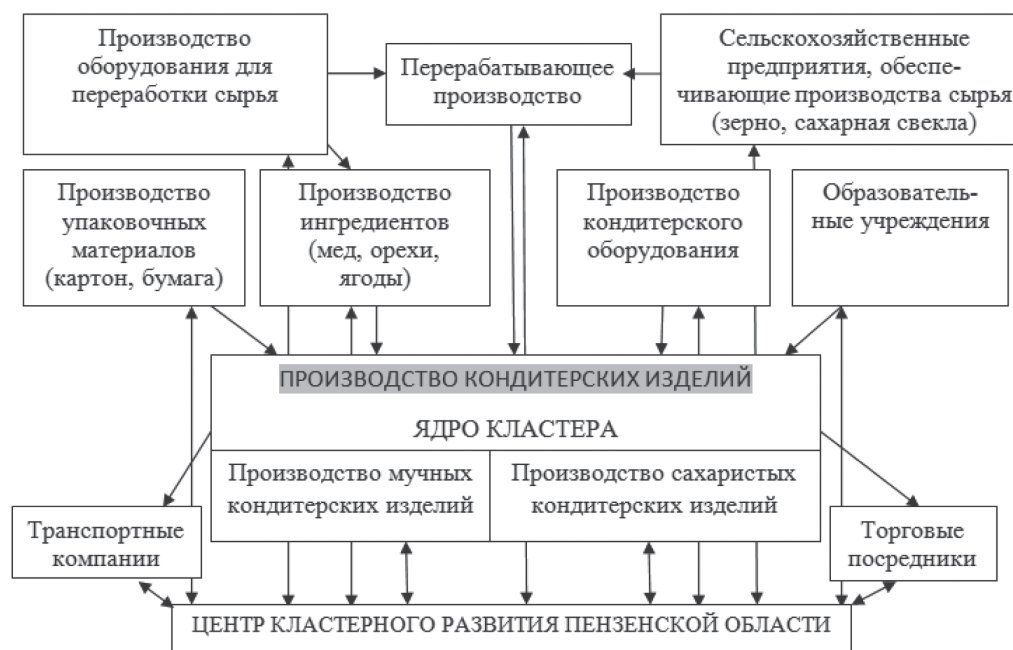 Производство
оборудования для
переработки сырья
Перерабатывающее
производство
Сельскохозяйственные
предприятия, обеспе-
чивающие производства сырья
(зерно, сахарная свекла)
Производство
упаковочных
материалов
(картон, бумага)
Производство
ингредиентов
(мед, орехи,
ягоды)
Производство
кондитерского
оборудования
Образователь-
ные учреждения
ПРОИЗВОДСТВО КОНДИТЕРСКИХ ИЗДЕЛИЙ
ЯДРО КЛАСТЕРА
Производство мучных
кондитерских изделий
Производство сахаристых
кондитерских изделий
Транспортные
компании
Торговые
посредники
ЦЕНТР КЛАСТЕРНОГО РАЗВИТИЯ ПЕНЗЕНСКОЙ ОБЛАСТИ